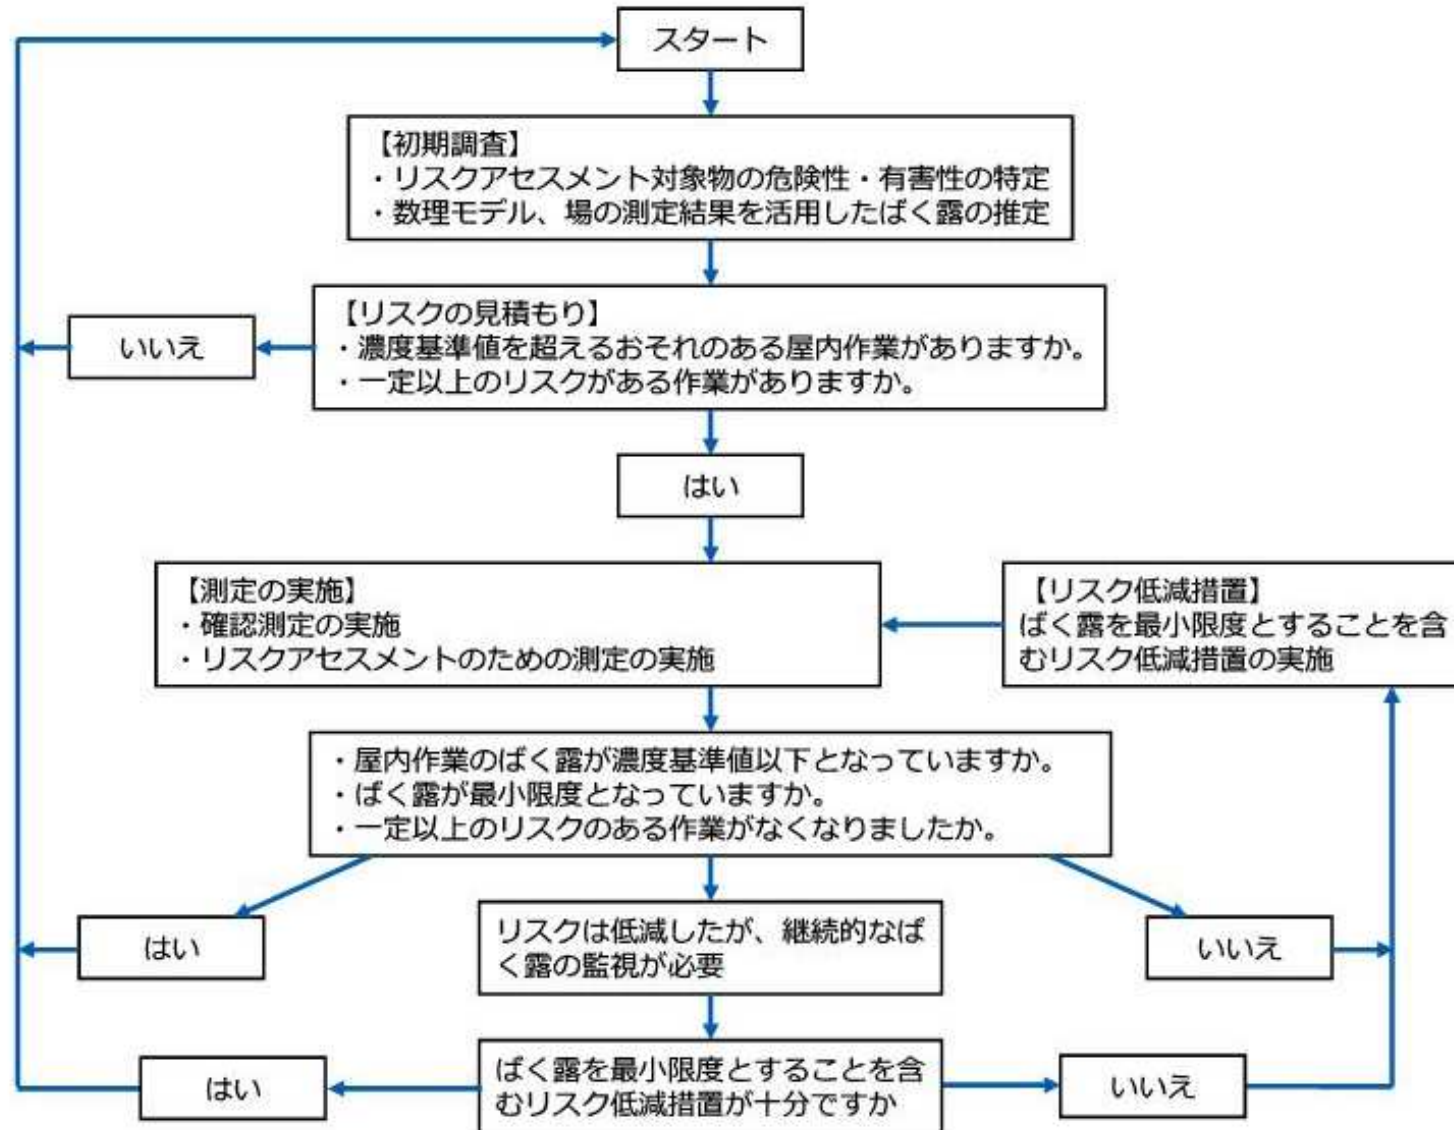 スタート
【初期調査】
・リスクアセスメント対象物の危険性・有害性の特定
・数理モデル、場の測定結果を活用したばく露の推定
【リスクの見積もり】
・濃度基準値を超えるおそれのある屋内作業がありますか。
・一定以上のリスクがある作業がありますか。
いいえ
はい
【測定の実施】
・確認測定の実施
・リスクアセスメントのための測定の実施
【リスク低減措置】
ばく露を最小限度とすることを含
むリスク低減措置の実施
・屋内作業のばく露が濃度基準値以下となっていますか。
・ばく露が最小限度となっていますか。
・一定以上のリスクのある作業がなくなりましたか。
はい
リスクは低減したが、継続的なば
く露の監視が必要
いいえ
はい
ばく露を最小限度とすることを含
むリスク低減措置が十分ですか
いいえ